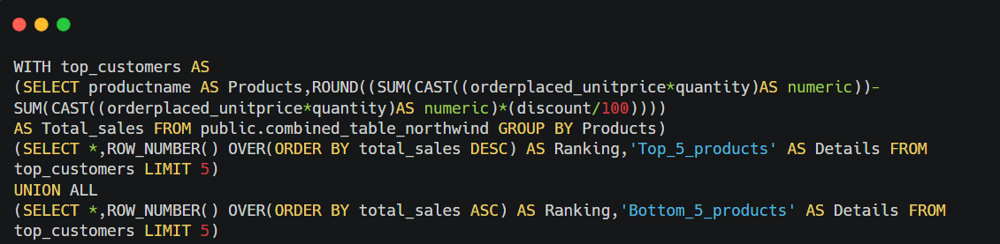 WITH top_customers AS
(SELECT productname AS Products,ROUND((SUM(CAST((orderplaced_unitprice*quantity)AS numeric))-
SUM(CAST((orderplaced_unitprice*quantity)AS numeric)*(discount/100))))
AS Total_sales FROM public.combined_table_northwind GROUP BY Products)
(SELECT *,ROW_NUMBER() OVER(ORDER BY total_sales DESC) AS Ranking,'Top_5_products' AS Details FROM
top_customers LIMIT 5)
UNION ALL
(SELECT *,ROW_NUMBER() OVER(ORDER BY total_sales ASC) AS Ranking,'Bottom_5_products' AS Details FROM
top_customers LIMIT 5)